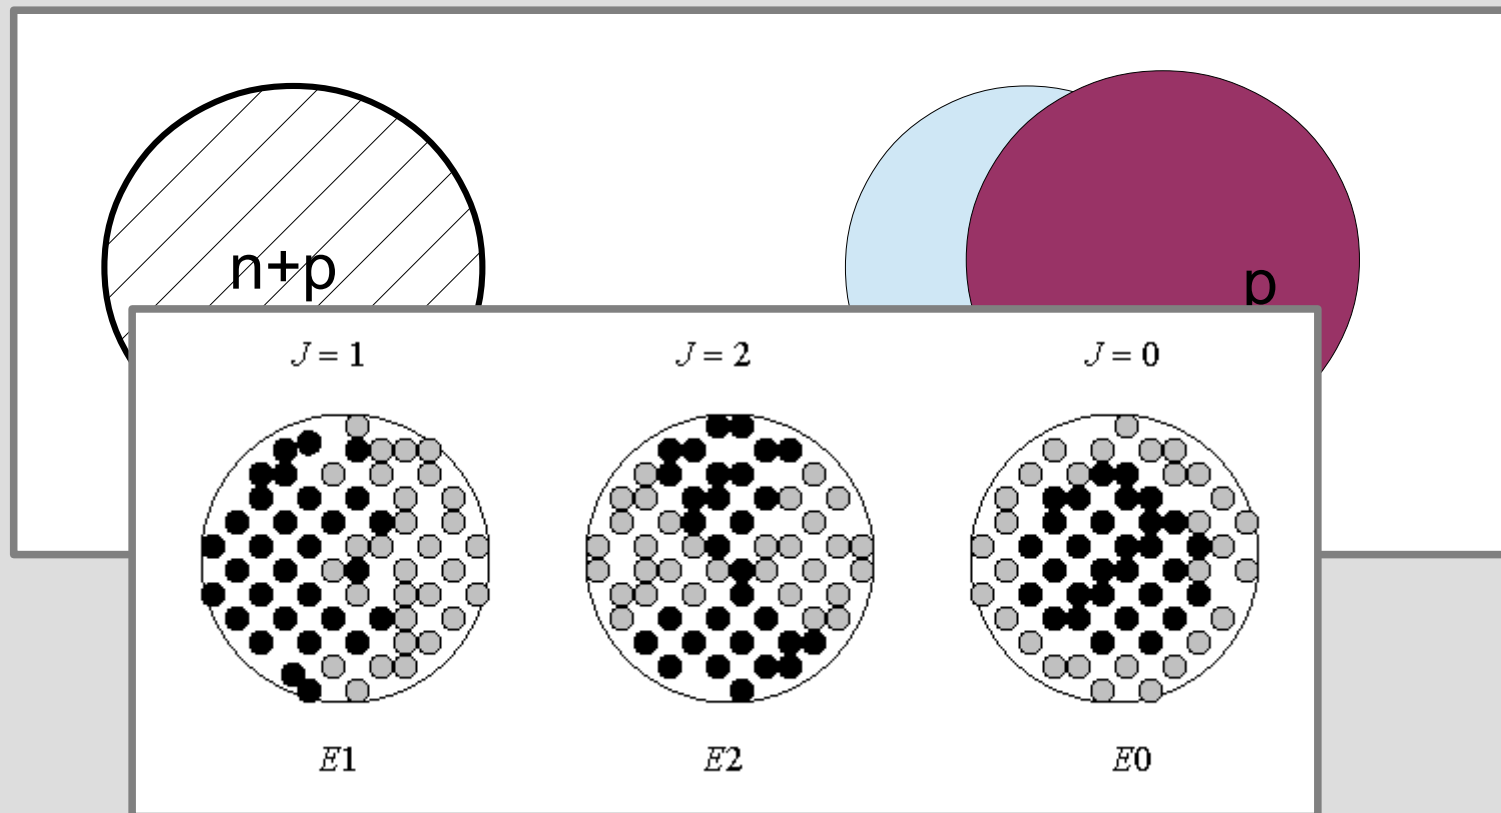 n+p
p
J = 1
J = 2
J = 0
E1
E2
E0